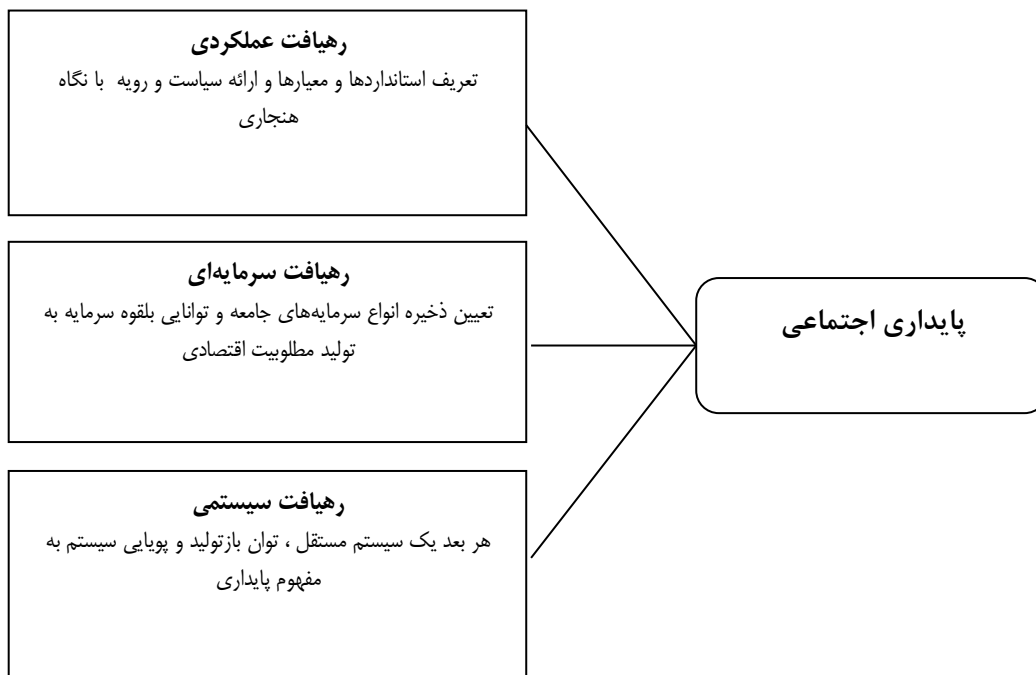 رهیافت عملکردی
تعریف استانداردها و معیارها و ارائه سیاست و رویه با نگاه
هنجاری
رهیافت سرمایه‌ای
تعیین ذخیره انواع سرمایه‌های جامعه و توانایی بلقوه سرمایه به
تولید مطلوبیت اقتصادی
پایداری اجتماعی
رهیافت سیستمی
هر بعد یک سیستم مستقل ، توان بازتولید و پویایی سیستم به
مفهوم پایداری